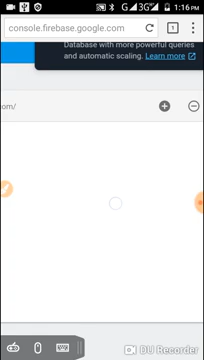 G 3G 1:16 PM
console.firebase.google.com/ 1
Database with more powerful queries
and automatic scaling. Learn more
om/
DU Recorder